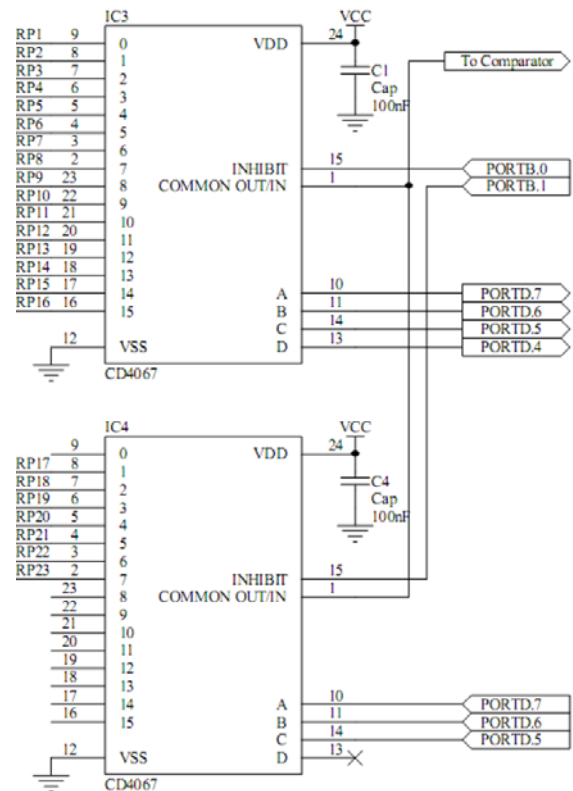 IC3
VCC
RP1 9 0 VDD 24
RP2 8 1
RP3 7 2 To Comparator
RP4 6 3 C1
RP5 5 4 Cap
RP6 4 5 100nF
RP7 3 6
RP8 2 7 INHIBIT 15 PORTB.0
RP9 23 8 COMMON OUT/IN 1 PORTB.1
RP10 22 9
RP11 21 10
RP12 20 11
RP13 19 12
RP14 18 13
RP15 17 14 A 10 PORTD.7
RP16 16 15 B 11 PORTD.6
C 14 PORTD.5
12 VSS D 13 PORTD.4
CD4067
IC4
VCC
9 0 VDD 24
RP17 8 1
RP18 7 2
RP19 6 3 C4
RP20 5 4 Cap
RP21 4 5 100nF
RP22 3 6
RP23 2 7 INHIBIT 15
23 8 COMMON OUT/IN 1
22 9
21 10
20 11
19 12
18 13
17 14 A 10 PORTD.7
16 15 B 11 PORTD.6
C 14 PORTD.5
12 VSS D 13
CD4067